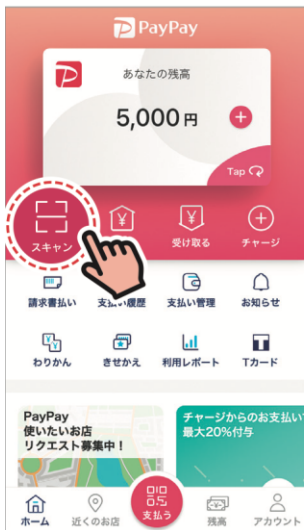 PayPay
あなたの残高
5,000円
Tap
スキャン
受け取る
チャージ
請求書払い
支払い履歴
支払い管理
お知らせ
わりかん
きせかえ
利用レポート
Tカード
PayPay
使いたいお店
リクエスト募集中！
チャージからのお支払いで
最大20%付与
ホーム
近くのお店
支払う
残高
アカウント